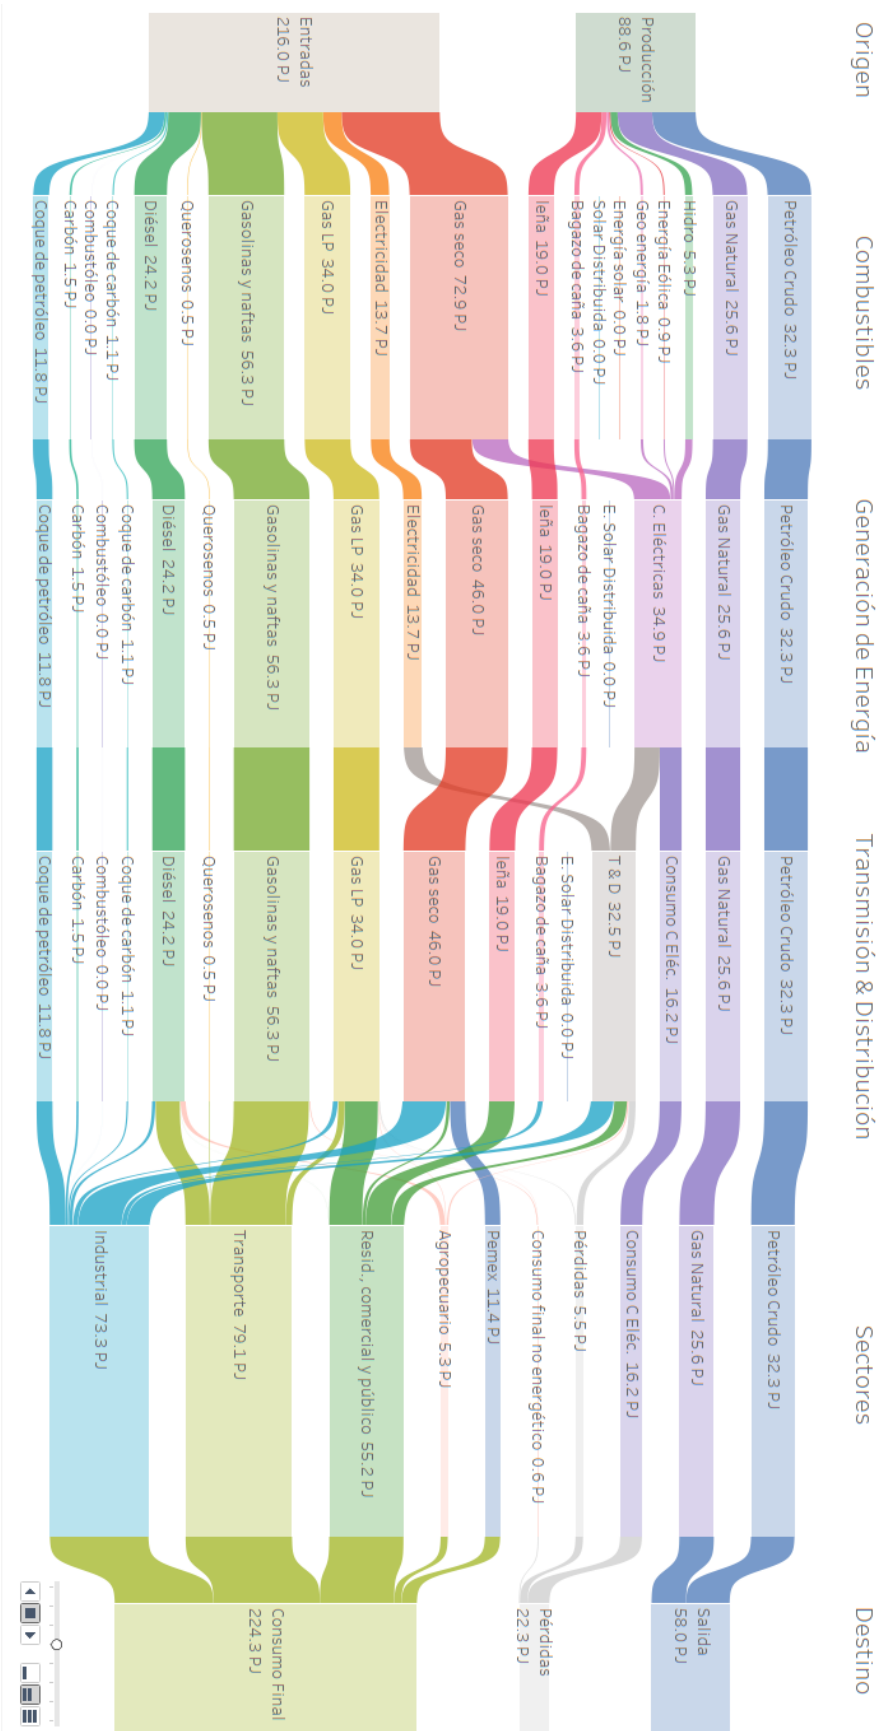 Origen
Combustibles
Generación de Energía
Transmisión & Distribución
Sectores
Destino
Producción
88.6 PJ
Entradas
216.0 PJ
Petróleo Crudo 32.3 PJ
Gas Natural 25.6 PJ
Hidro 5.3 PJ
Energía Eólica 0.9 PJ
Geoenergía 1.8 PJ
Energía solar 0.0 PJ
Solar Distribuida 0.0 PJ
Bagazo de caña 3.6 PJ
leña 19.0 PJ
Gas seco 72.9 PJ
Electricidad 13.7 PJ
Gas LP 34.0 PJ
Gasolinas y naftas 56.3 PJ
Querosenos 0.5 PJ
Diésel 24.2 PJ
Coque de carbón 1.1 PJ
Combustóleo 0.0 PJ
Carbón 1.5 PJ
Coque de petróleo 11.8 PJ
Petróleo Crudo 32.3 PJ
Gas Natural 25.6 PJ
C. Eléctricas 34.9 PJ
E. Solar Distribuida 0.0 PJ
Bagazo de caña 3.6 PJ
leña 19.0 PJ
Gas seco 46.0 PJ
Electricidad 13.7 PJ
Gas LP 34.0 PJ
Gasolinas y naftas 56.3 PJ
Querosenos 0.5 PJ
Diésel 24.2 PJ
Coque de carbón 1.1 PJ
Combustóleo 0.0 PJ
Carbón 1.5 PJ
Coque de petróleo 11.8 PJ
Petróleo Crudo 32.3 PJ
Gas Natural 25.6 PJ
Consumo C Eléc. 16.2 PJ
T & D 32.5 PJ
E. Solar Distribuida 0.0 PJ
Bagazo de caña 3.6 PJ
leña 19.0 PJ
Gas seco 46.0 PJ
Gas LP 34.0 PJ
Gasolinas y naftas 56.3 PJ
Querosenos 0.5 PJ
Diésel 24.2 PJ
Coque de carbón 1.1 PJ
Combustóleo 0.0 PJ
Carbón 1.5 PJ
Coque de petróleo 11.8 PJ
Petróleo Crudo 32.3 PJ
Gas Natural 25.6 PJ
Consumo C Eléc. 16.2 PJ
Pérdidas 5.5 PJ
Consumo final no energético 0.6 PJ
Pemex 11.4 PJ
Agropecuario 5.3 PJ
Resid., comercial y público 55.2 PJ
Transporte 79.1 PJ
Industrial 73.3 PJ
Salida
58.0 PJ
Pérdidas
22.3 PJ
Consumo Final
224.3 PJ